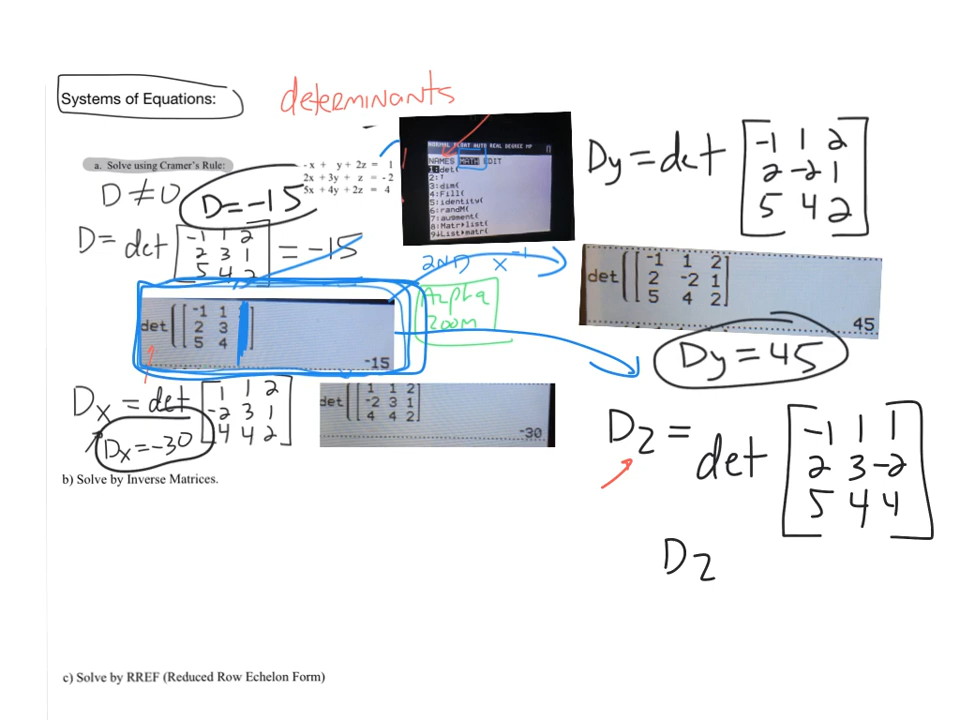 Systems of Equations:
determinants
a. Solve using Cramer's Rule:
-x + y + 2z = 1
2x + 3y + z = -2
5x + 4y + 2z = 4
D ≠ 0
D = -15
D = det [-1 1 2
2 3 1
5 4 2] = -15
NORMAL FLOAT AUTO REAL DEGREE MP
NAMES MATH EDIT
1:det(
2:ᵀ
3:dim(
4:Fill(
5:identity(
6:randM(
7:augment(
8:Matr▸list(
9↓List▸matr(
2ND x⁻¹
Alpha
ZOOM
det([[-1 1
2 3
5 4]]
-15
Dx = det [1 1 2
-2 3 1
4 4 2]
Dx = -30
det([[1 1 2]
-2 3 1
4 4 2]
-30
Dy = det [-1 1 2
2 -2 1
5 4 2]
det([[-1 1 2]
2 -2 1
5 4 2]
45
Dy = 45
Dz = det [-1 1 1
2 3 -2
5 4 4]
Dz
b) Solve by Inverse Matrices.
c) Solve by RREF (Reduced Row Echelon Form)